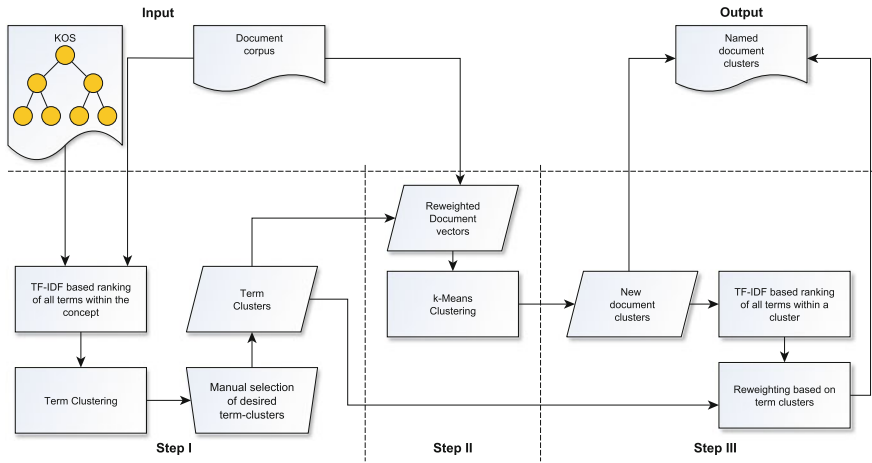 Input
Output
KOS
Document
corpus
Named
document
clusters
Reweighted
Document
vectors
TF-IDF based ranking
of all terms within the
concept
Term
Clusters
k-Means
Clustering
New
document
clusters
TF-IDF based ranking
of all terms within a
cluster
Term Clustering
Manual selection
of desired
term-clusters
Reweighting based on
term clusters
Step I
Step II
Step III